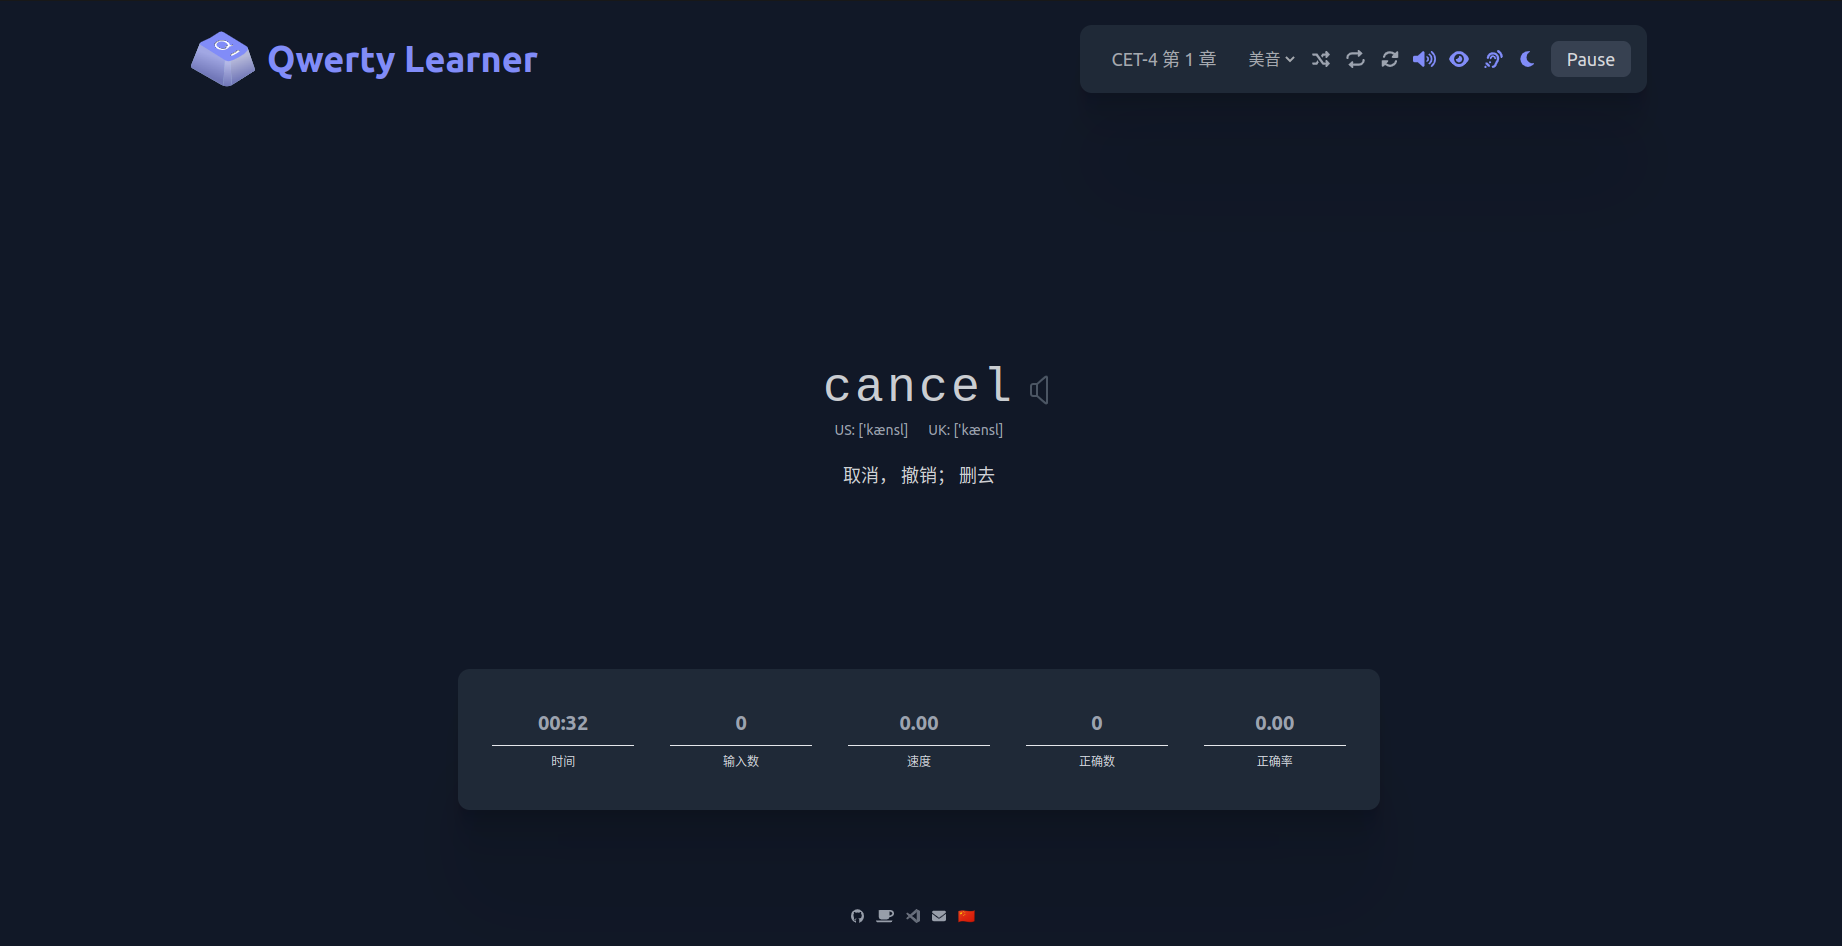 Qwerty Learner
CET-4 第 1 章 美音 Pause
cancel
US: ['kænsl] UK: ['kænsl]
取消， 撤销； 删去
00:32 0 0.00 0 0.00
时间 输入数 速度 正确数 正确率